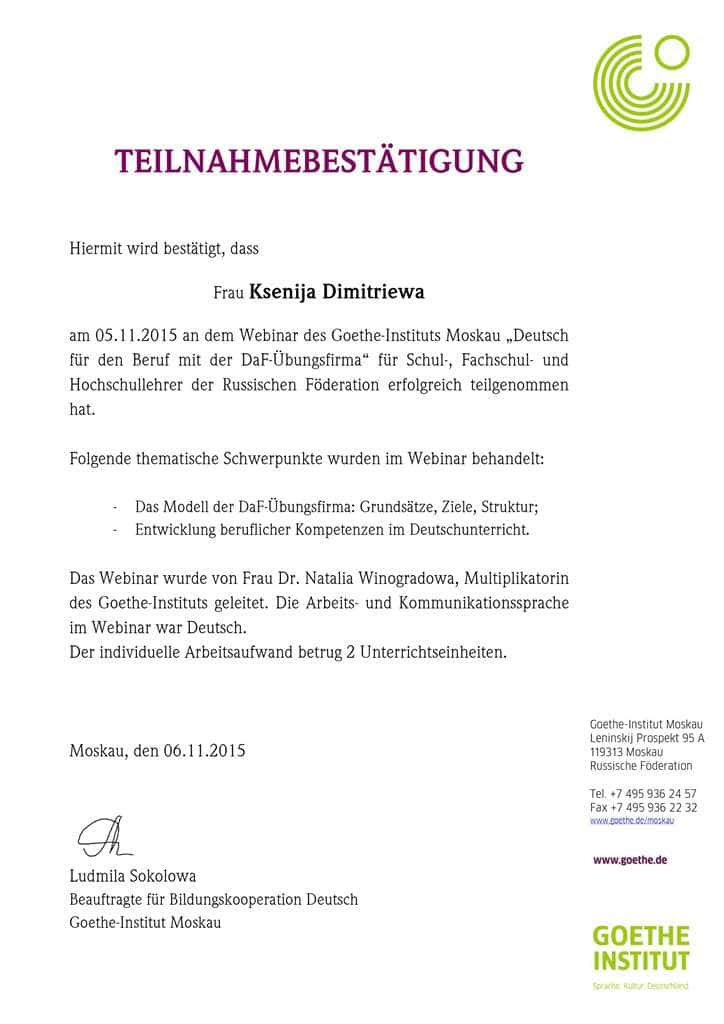 TEILNAHMEBESTÄTIGUNG
Hiermit wird bestätigt, dass
Frau Ksenija Dimitriewa
am 05.11.2015 an dem Webinar des Goethe-Instituts Moskau „Deutsch
für den Beruf mit der DaF-Übungsfirma“ für Schul-, Fachschul- und
Hochschullehrer der Russischen Föderation erfolgreich teilgenommen
hat.
Folgende thematische Schwerpunkte wurden im Webinar behandelt:
- Das Modell der DaF-Übungsfirma: Grundsätze, Ziele, Struktur;
- Entwicklung beruflicher Kompetenzen im Deutschunterricht.
Das Webinar wurde von Frau Dr. Natalia Winogradowa, Multiplikatorin
des Goethe-Instituts geleitet. Die Arbeits- und Kommunikationssprache
im Webinar war Deutsch.
Der individuelle Arbeitsaufwand betrug 2 Unterrichtseinheiten.
Moskau, den 06.11.2015
Ludmila Sokolowa
Beauftragte für Bildungskooperation Deutsch
Goethe-Institut Moskau
Goethe-Institut Moskau
Leninskij Prospekt 95 A
119313 Moskau
Russische Föderation
Tel. +7 495 936 24 57
Fax +7 495 936 22 32
www.goethe.de/moskau
www.goethe.de
GOETHE
INSTITUT
Sprache. Kultur. Deutschland.